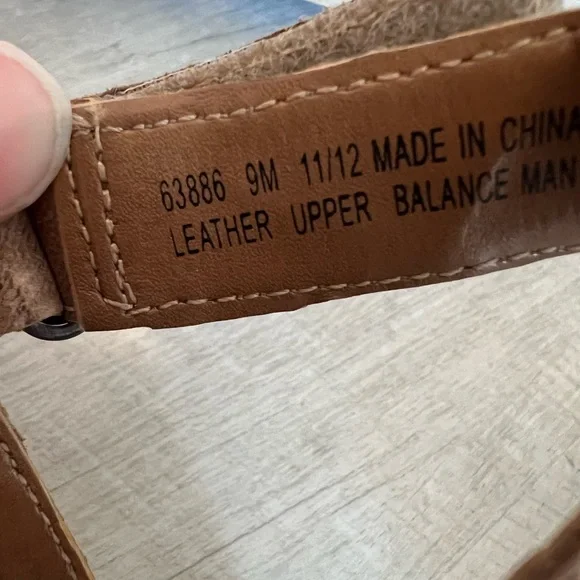 63886 9M 11/12 MADE IN CHINA
LEATHER UPPER BALANCE MAN